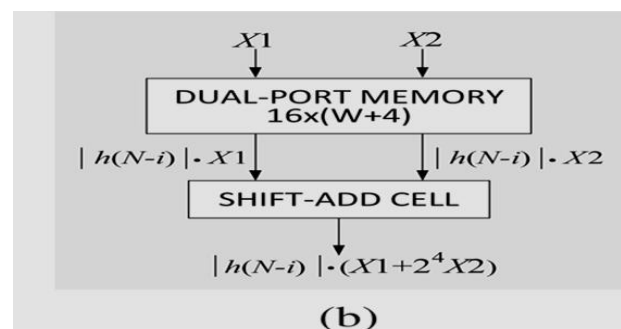 X1 X2
DUAL-PORT MEMORY
16x(W+4)
| h(N-i) | · X1 | h(N-i) | · X2
SHIFT-ADD CELL
| h(N-i) | ·(X1+2⁴X2)
(b)